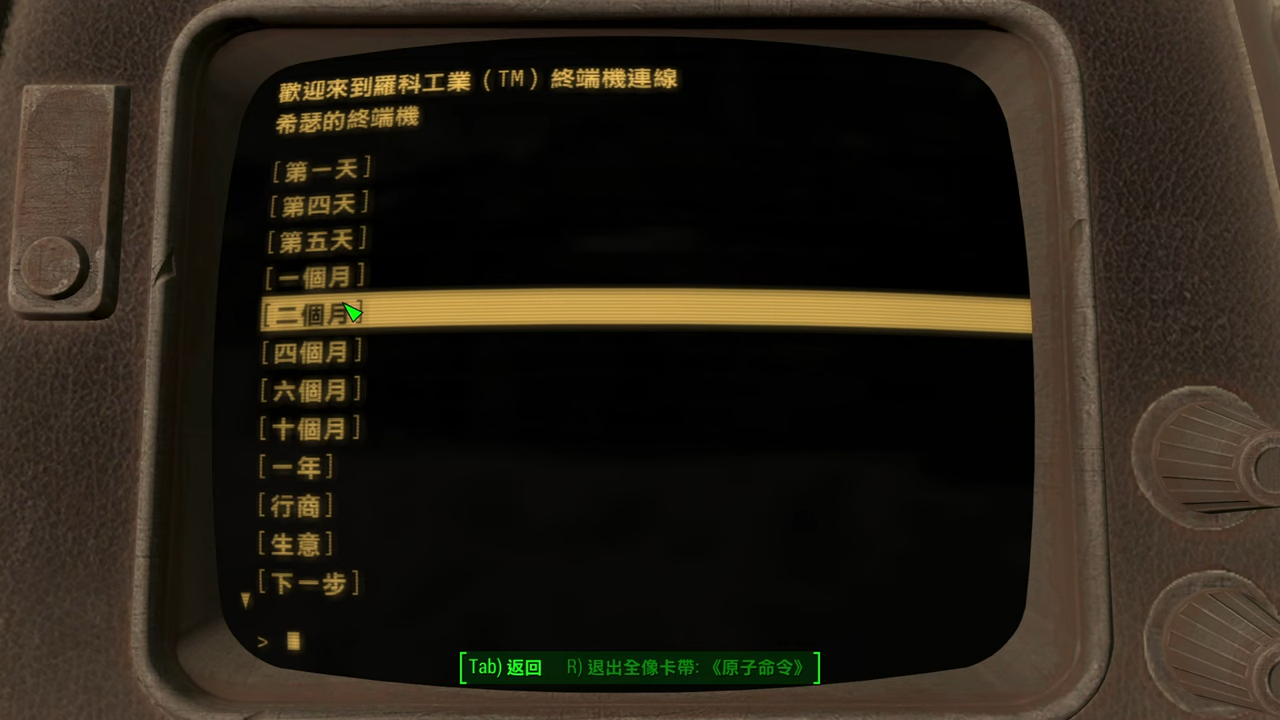 歡迎來到羅科工業（TM）終端機連線
希瑟的終端機
[第一天]
[第四天]
[第五天]
[一個月]
[二個月]
[四個月]
[六個月]
[十個月]
[一年]
[行商]
[生意]
[下一步]
>
Tab) 返回 R) 退出全像卡帶:《原子命令》